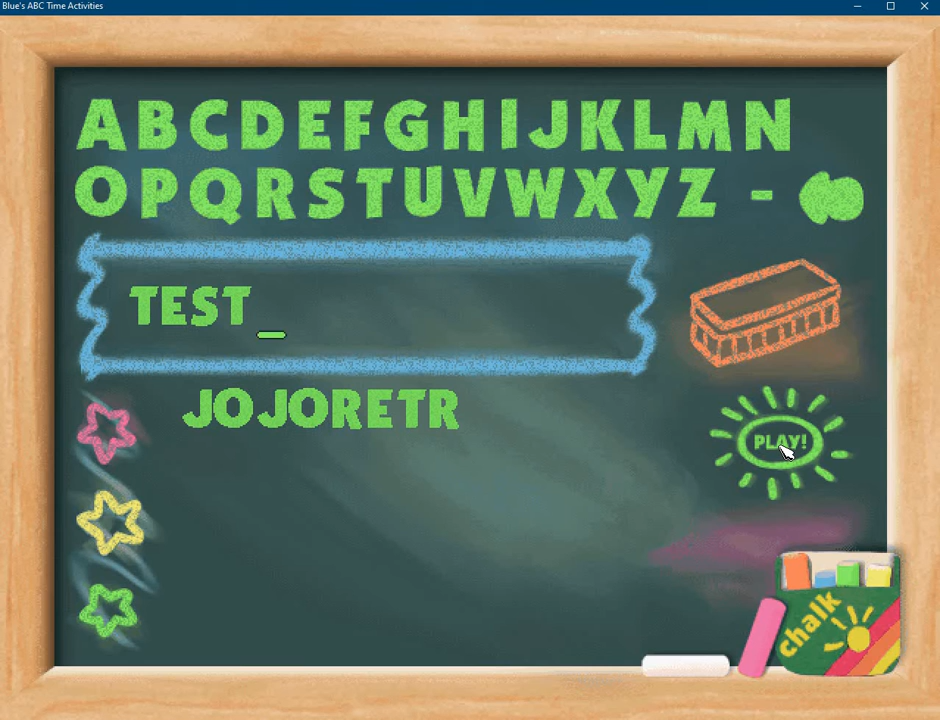 Blue's ABC Time Activities
ABCDEFGHIJKLMN
OPQRSTUVWXYZ -
TEST_
JOJORETR
PLAY!
chalk